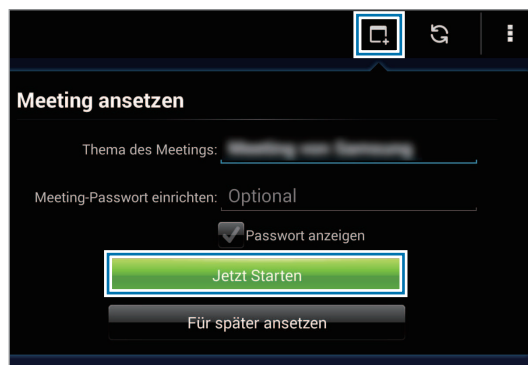 Meeting ansetzen
Thema des Meetings:
Meeting-Passwort einrichten: Optional
Passwort anzeigen
Jetzt Starten
Für später ansetzen